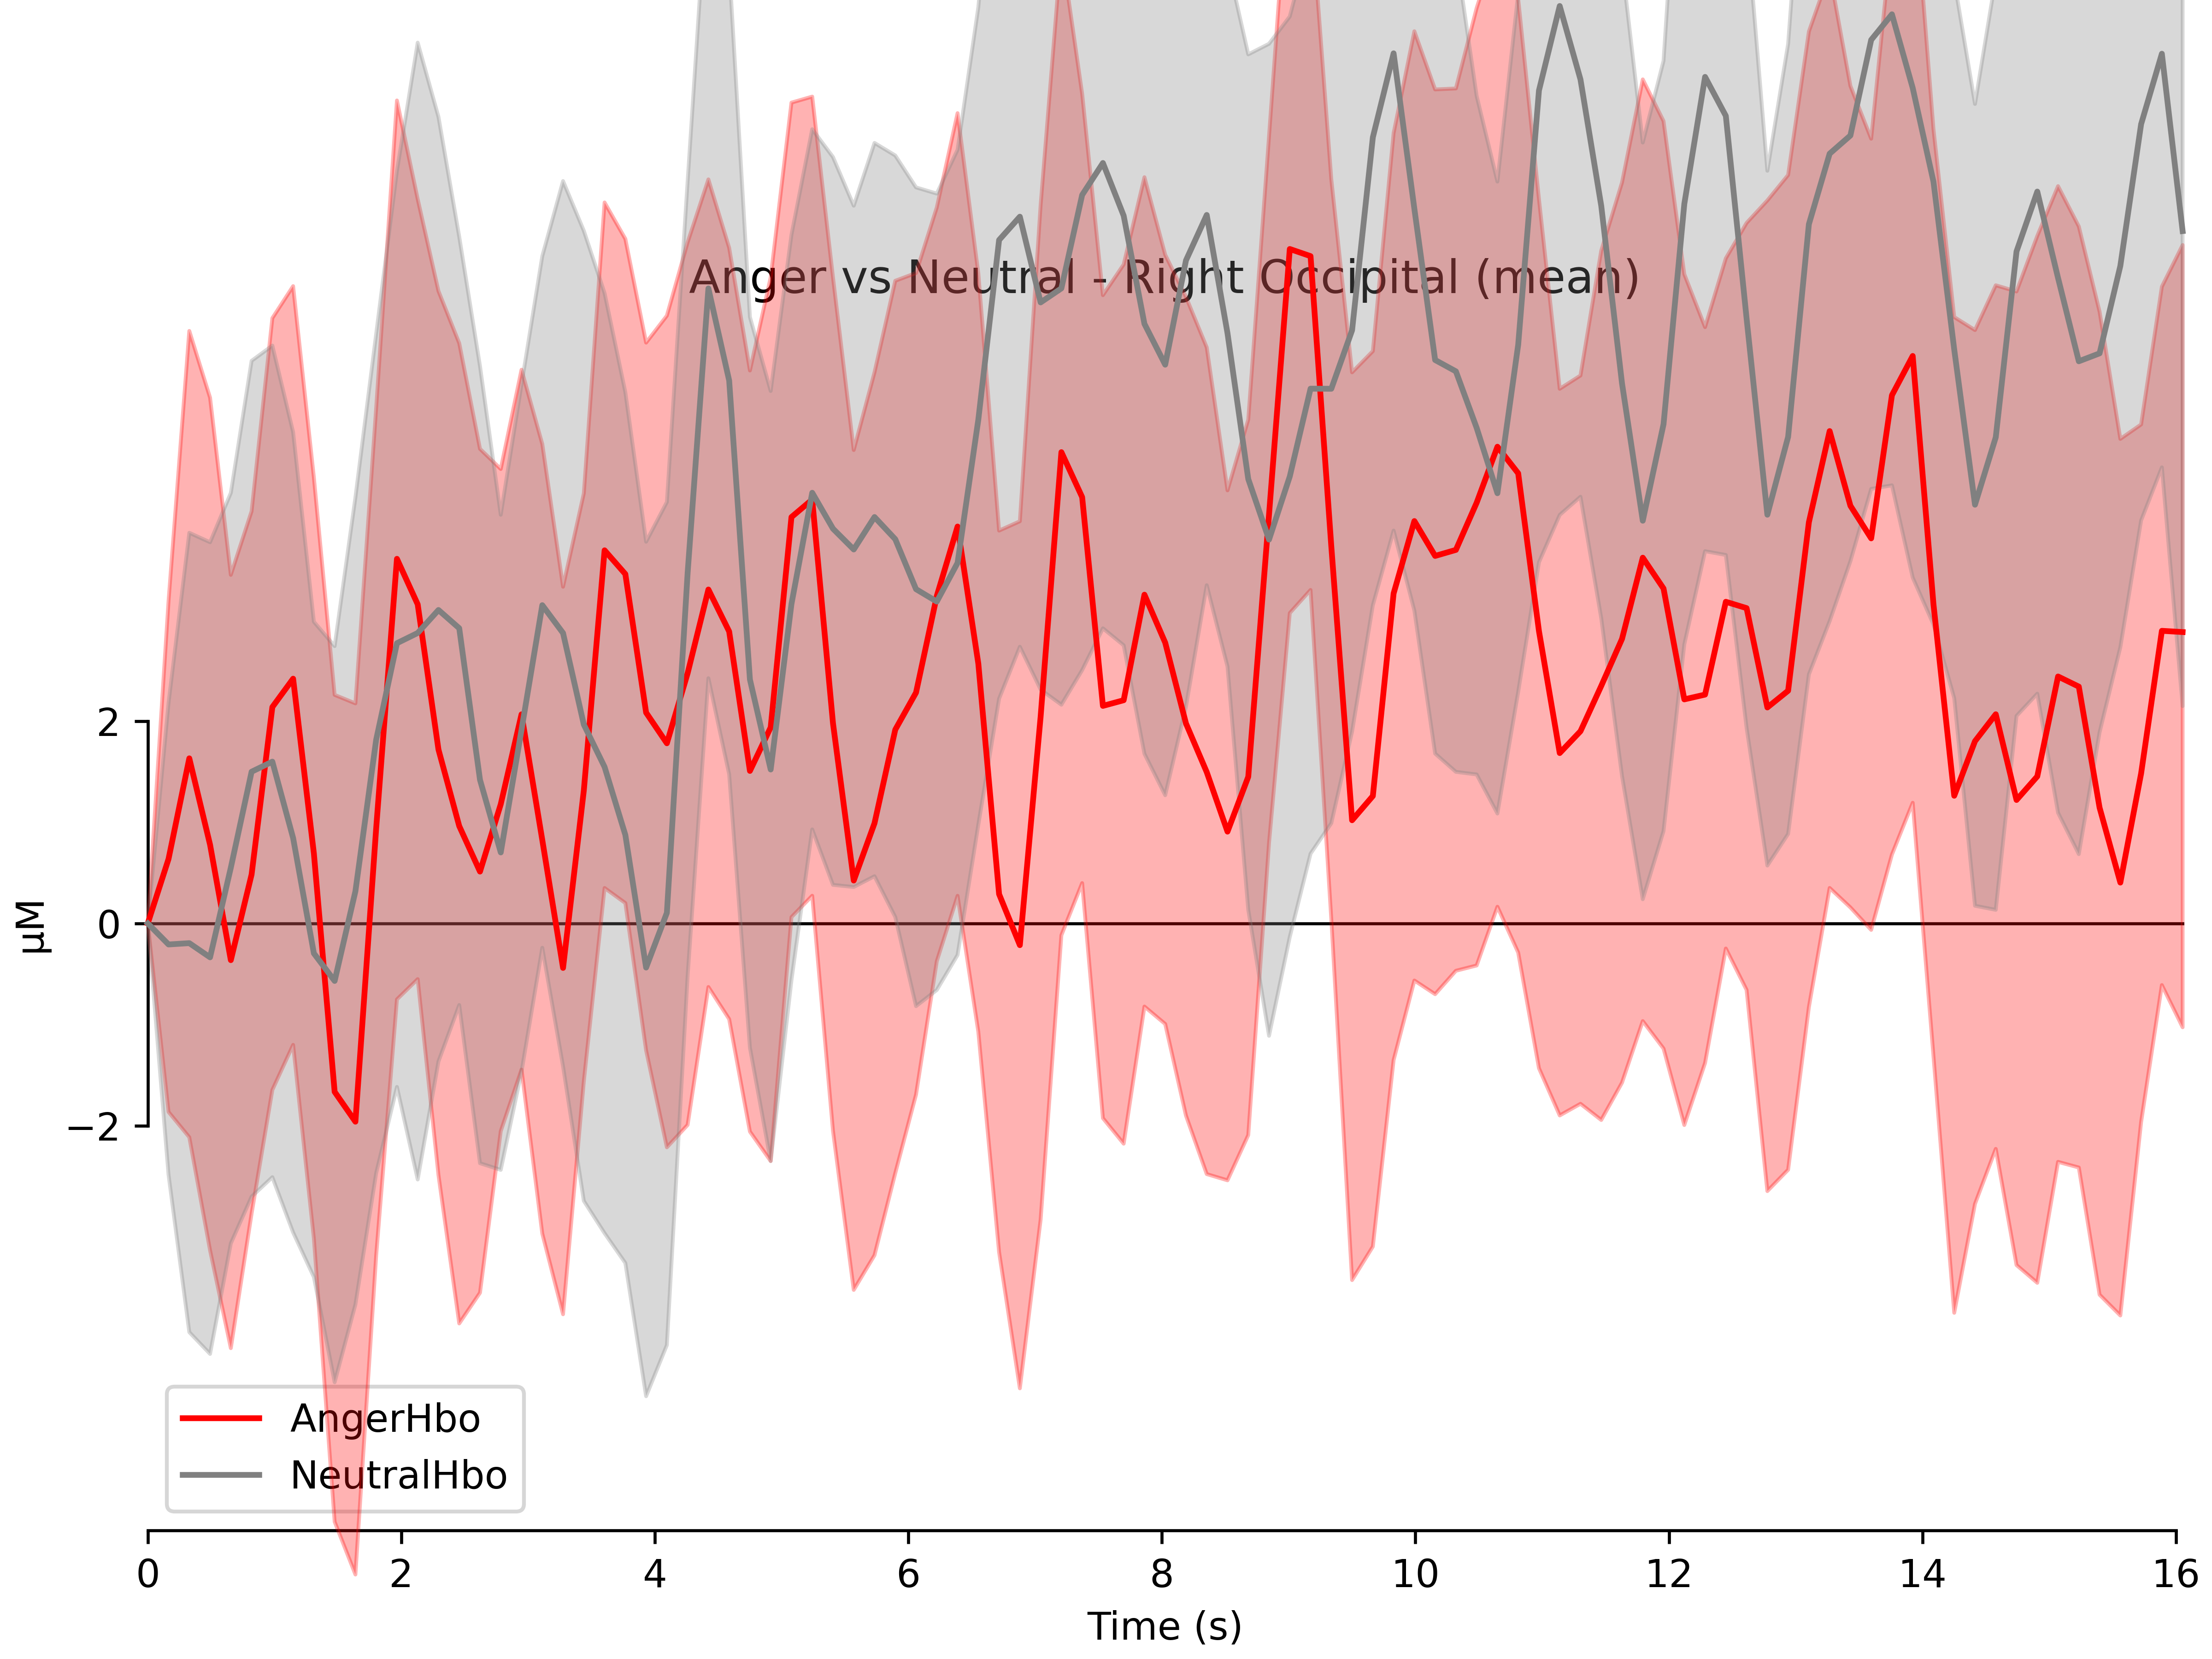 Anger vs Neutral - Right Occipital (mean)
2
0
−2
µM
AngerHbo
NeutralHbo
0 2 4 6 8 10 12 14 16
Time (s)